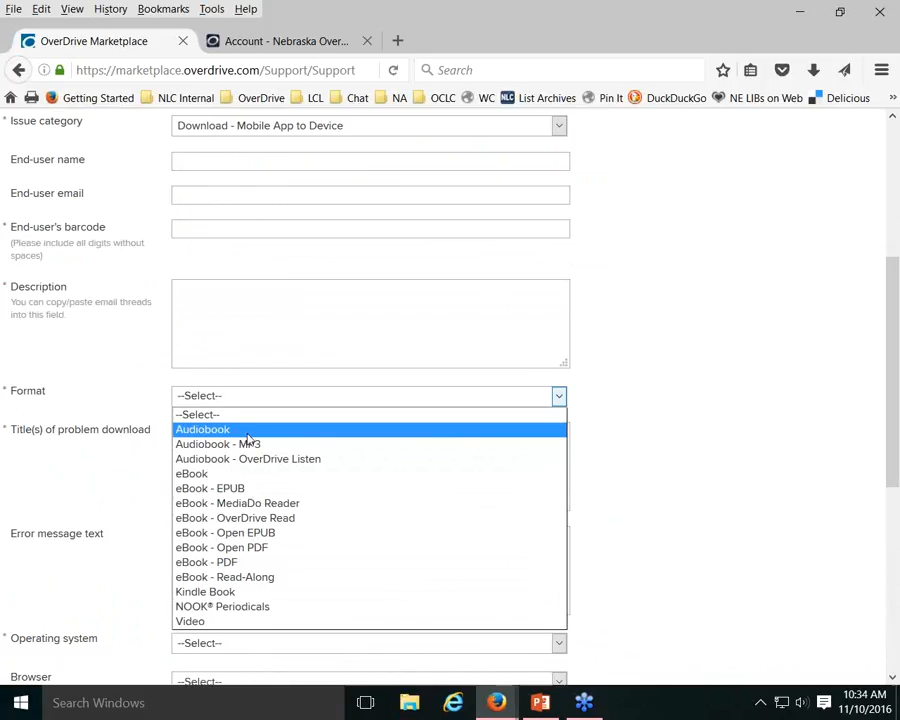 File Edit View History Bookmarks Tools Help
OverDrive Marketplace
Account - Nebraska Over...
https://marketplace.overdrive.com/Support/Support
Search
Getting Started NLC Internal OverDrive LCL Chat NA OCLC WC List Archives Pin It DuckDuckGo NE LIBs on Web Delicious
* Issue category
Download - Mobile App to Device
End-user name
End-user email
* End-user's barcode
(Please include all digits without
spaces)
* Description
You can copy/paste email threads
into this field.
* Format
--Select--
--Select--
Audiobook
Audiobook - MP3
Audiobook - OverDrive Listen
eBook
eBook - EPUB
eBook - MediaDo Reader
eBook - OverDrive Read
eBook - Open EPUB
eBook - Open PDF
eBook - PDF
eBook - Read-Along
Kindle Book
NOOK® Periodicals
Video
* Title(s) of problem download
Error message text
* Operating system
--Select--
Browser
--Select--
Search Windows
10:34 AM
11/10/2016